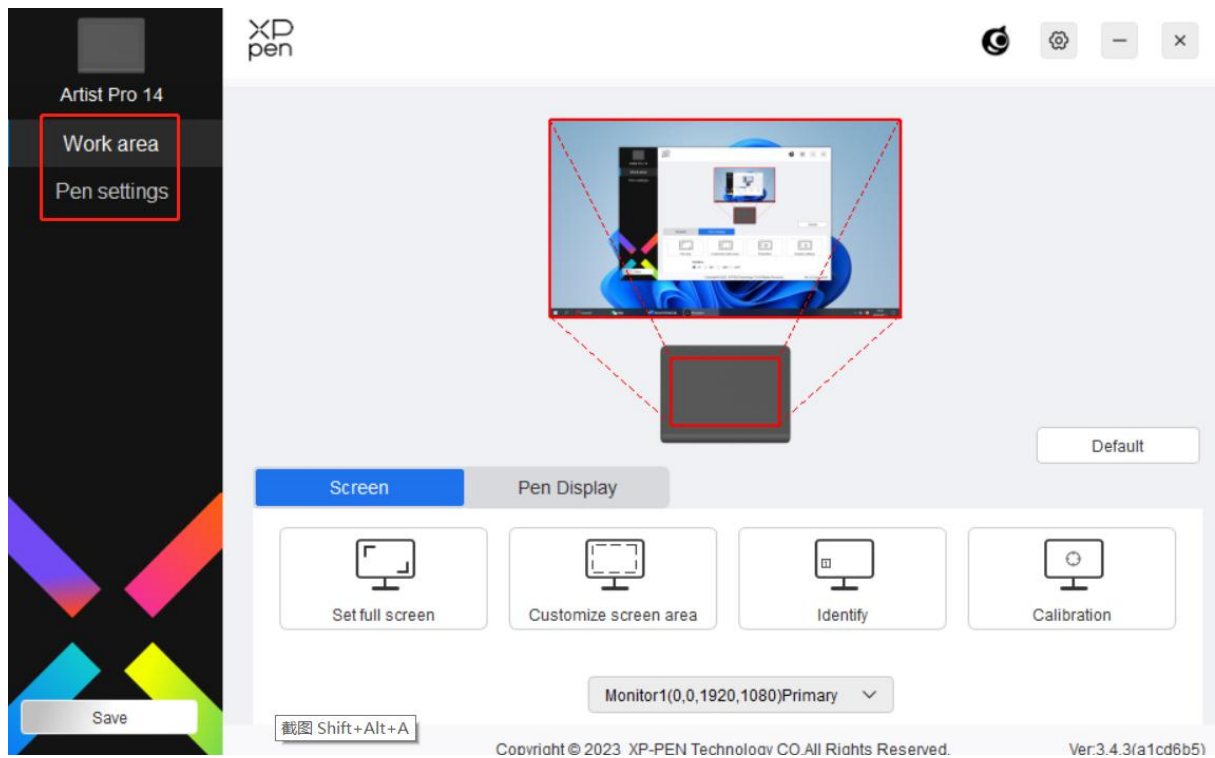 XP
pen
Artist Pro 14
Work area
Pen settings
Default
Screen
Pen Display
Set full screen
Customize screen area
Identify
Calibration
Monitor1(0,0,1920,1080)Primary
Save
截图 Shift+Alt+A
Copyright © 2023 XP-PEN Technology CO.All Rights Reserved.
Ver:3.4.3(a1cd6b5)